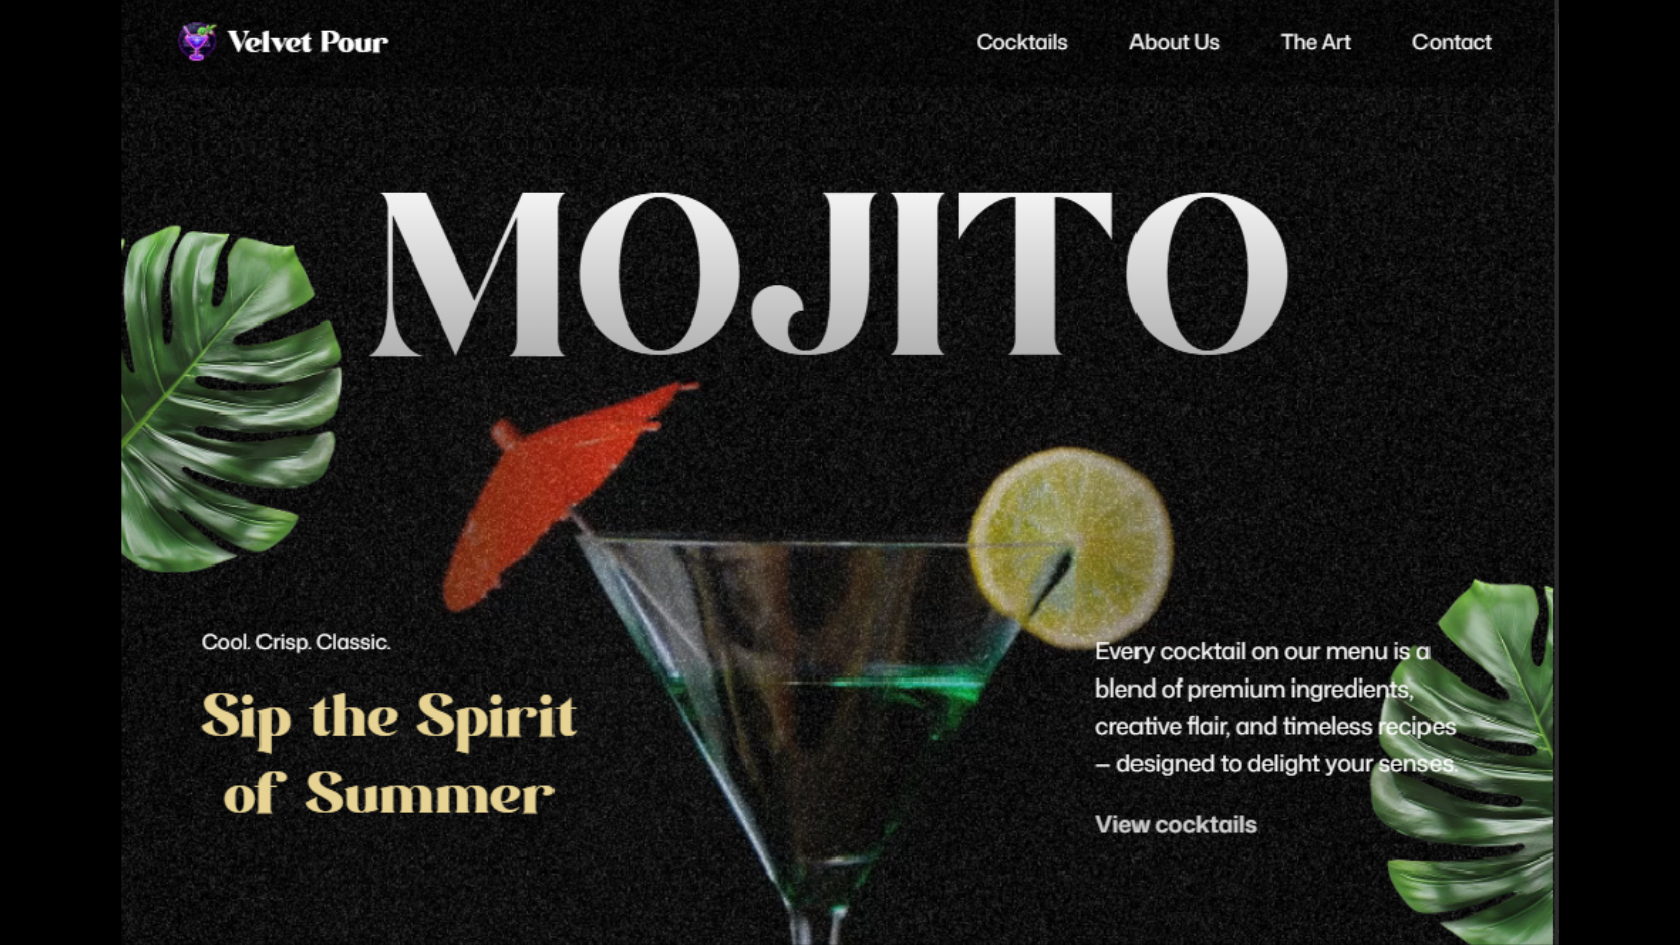 Velvet Pour
Cocktails
About Us
The Art
Contact
MOJITO
Cool. Crisp. Classic.
Sip the Spirit
of Summer
Every cocktail on our menu is a
blend of premium ingredients,
creative flair, and timeless recipes
– designed to delight your senses.
View cocktails